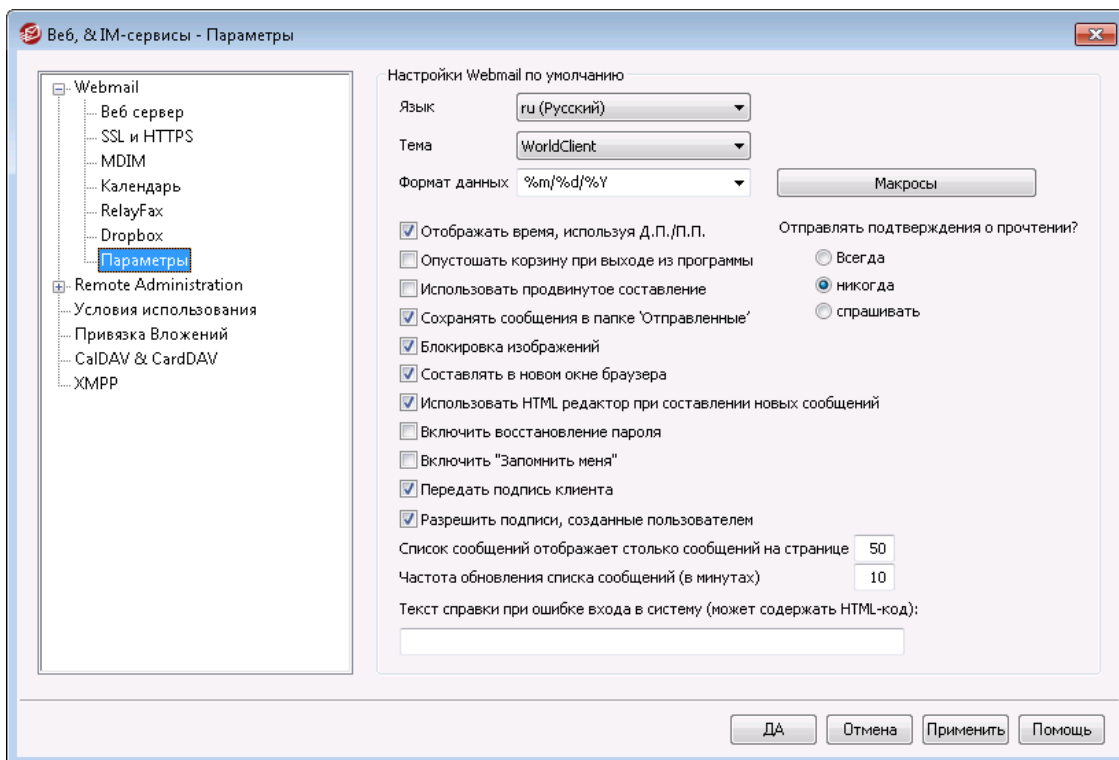 Веб, & IM-сервисы - Параметры
Webmail
Веб сервер
SSL и HTTPS
MDIM
Календарь
RelayFax
Dropbox
Параметры
Remote Administration
Условия использования
Привязка Вложений
CalDAV & CardDAV
XMPP
Настройки Webmail по умолчанию
Язык ru (Русский)
Тема WorldClient
Формат данных %m/%d/%Y Макросы
Отображать время, используя Д.П./П.П.
Опустошать корзину при выходе из программы
Использовать продвинутое составление
Сохранять сообщения в папке 'Отправленные'
Блокировка изображений
Составлять в новом окне браузера
Использовать HTML редактор при составлении новых сообщений
Включить восстановление пароля
Включить "Запомнить меня"
Передать подпись клиента
Разрешить подписи, созданные пользователем
Отправлять подтверждения о прочтении?
Всегда
никогда
спрашивать
Список сообщений отображает столько сообщений на странице 50
Частота обновления списка сообщений (в минутах) 10
Текст справки при ошибке входа в систему (может содержать HTML-код):
ДА Отмена Применить Помощь